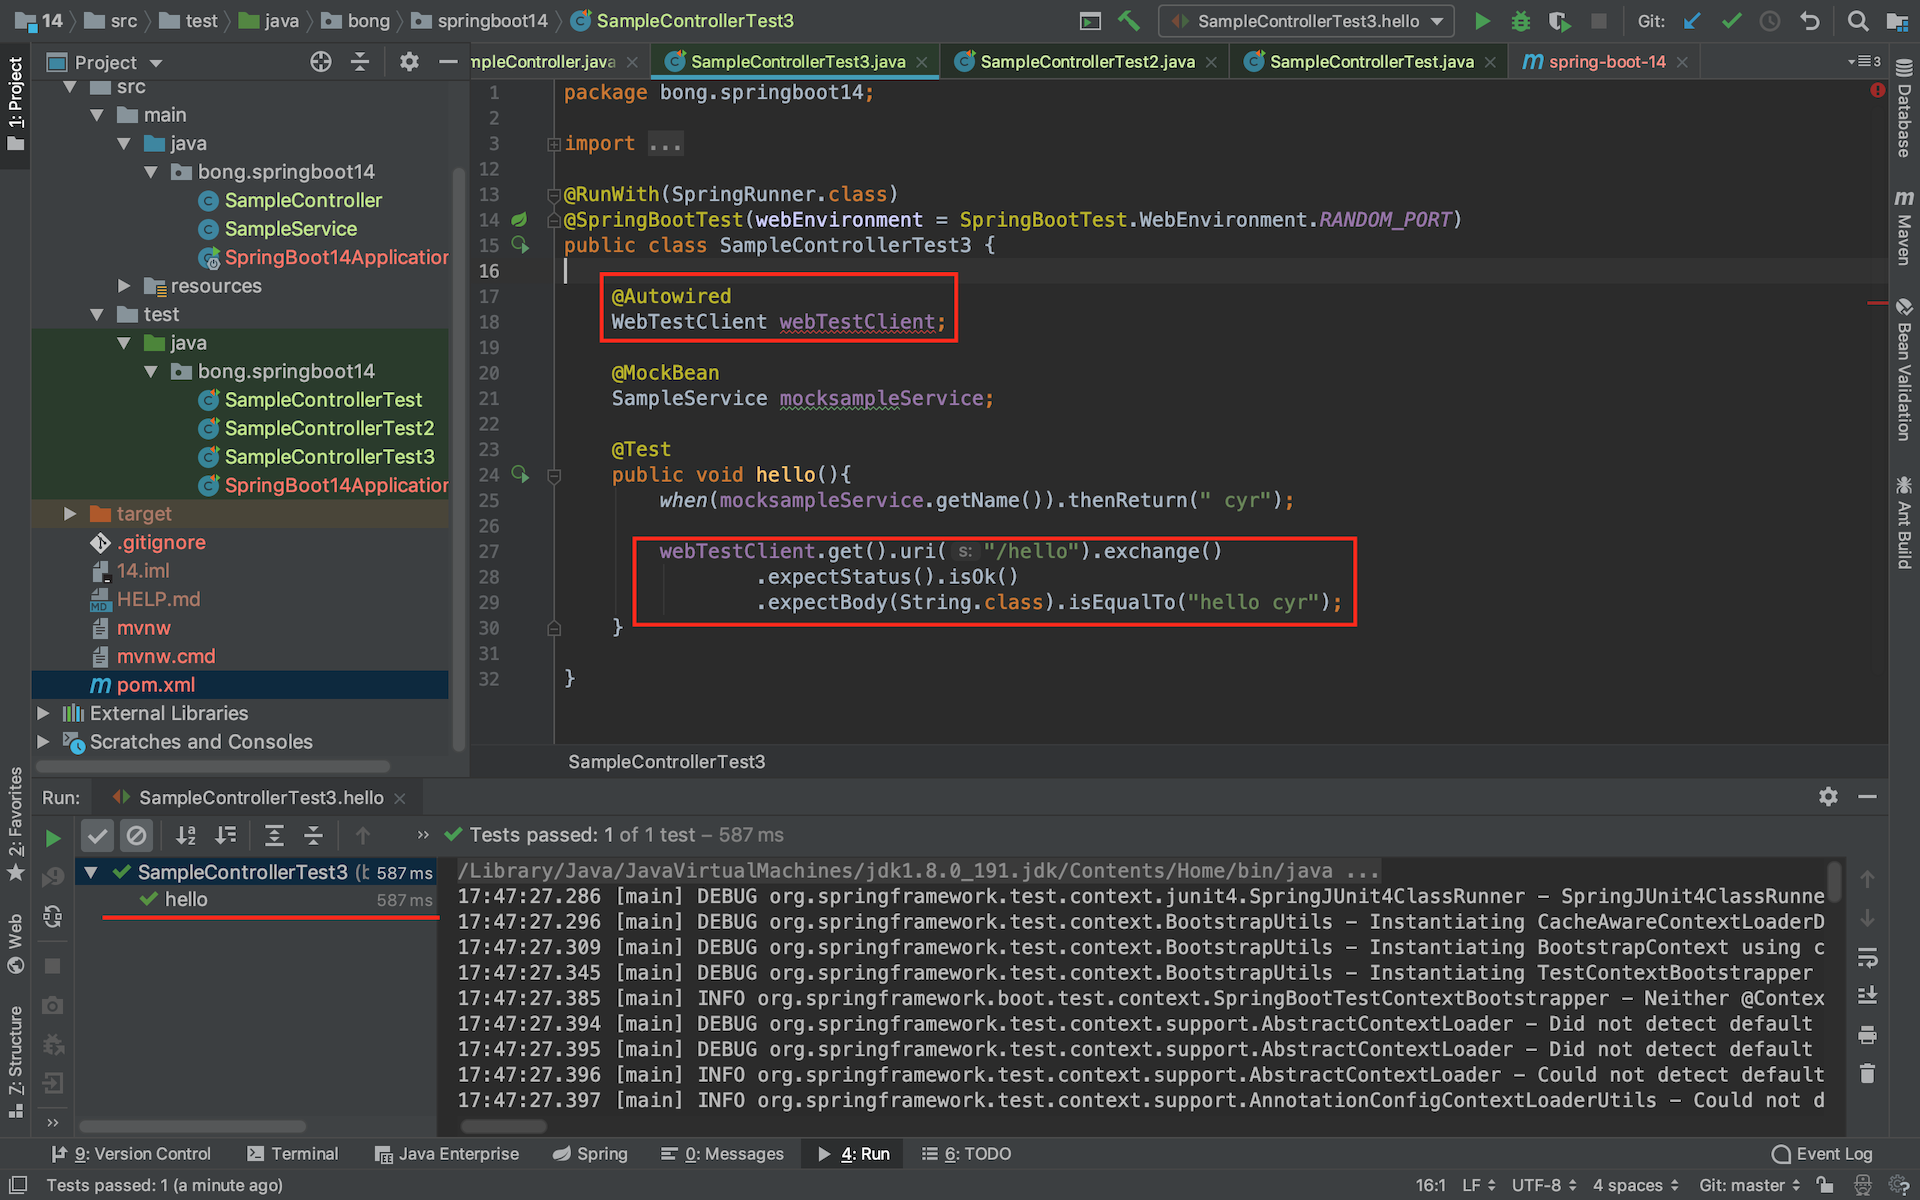 14 src test java bong springboot14 SampleControllerTest3 SampleControllerTest3.hello Git:
1: Project
Project
mpleController.java SampleControllerTest3.java SampleControllerTest2.java SampleControllerTest.java spring-boot-14 3
src
main
java
bong.springboot14
SampleController
SampleService
SpringBoot14Application
resources
test
java
bong.springboot14
SampleControllerTest
SampleControllerTest2
SampleControllerTest3
SpringBoot14Application
target
.gitignore
14.iml
HELP.md
mvnw
mvnw.cmd
pom.xml
External Libraries
Scratches and Consoles
1 package bong.springboot14;
2
3 import ...
12
13 @RunWith(SpringRunner.class)
14 @SpringBootTest(webEnvironment = SpringBootTest.WebEnvironment.RANDOM_PORT)
15 public class SampleControllerTest3 {
16
17 @Autowired
18 WebTestClient webTestClient;
19
20 @MockBean
21 SampleService mocksampleService;
22
23 @Test
24 public void hello(){
25 when(mocksampleService.getName()).thenReturn(" cyr");
26
27 webTestClient.get().uri( s: "/hello").exchange()
28 .expectStatus().isOk()
29 .expectBody(String.class).isEqualTo("hello cyr");
30 }
31
32 }
SampleControllerTest3
Database
Maven
Bean Validation
Ant Build
2: Favorites
Web
Z: Structure
Run: SampleControllerTest3.hello
Tests passed: 1 of 1 test – 587 ms
SampleControllerTest3 (b 587 ms
hello 587 ms
/Library/Java/JavaVirtualMachines/jdk1.8.0_191.jdk/Contents/Home/bin/java ...
17:47:27.286 [main] DEBUG org.springframework.test.context.junit4.SpringJUnit4ClassRunner – SpringJUnit4ClassRunne
17:47:27.296 [main] DEBUG org.springframework.test.context.BootstrapUtils – Instantiating CacheAwareContextLoaderD
17:47:27.309 [main] DEBUG org.springframework.test.context.BootstrapUtils – Instantiating BootstrapContext using c
17:47:27.345 [main] DEBUG org.springframework.test.context.BootstrapUtils – Instantiating TestContextBootstrapper
17:47:27.385 [main] INFO org.springframework.boot.test.context.SpringBootTestContextBootstrapper – Neither @Contex
17:47:27.394 [main] DEBUG org.springframework.test.context.support.AbstractContextLoader – Did not detect default
17:47:27.395 [main] DEBUG org.springframework.test.context.support.AbstractContextLoader – Did not detect default
17:47:27.396 [main] INFO org.springframework.test.context.support.AbstractContextLoader – Could not detect default
17:47:27.397 [main] INFO org.springframework.test.context.support.AnnotationConfigContextLoaderUtils – Could not d
9: Version Control Terminal Java Enterprise Spring 0: Messages 4: Run 6: TODO Event Log
Tests passed: 1 (a minute ago) 16:1 LF UTF-8 4 spaces Git: master